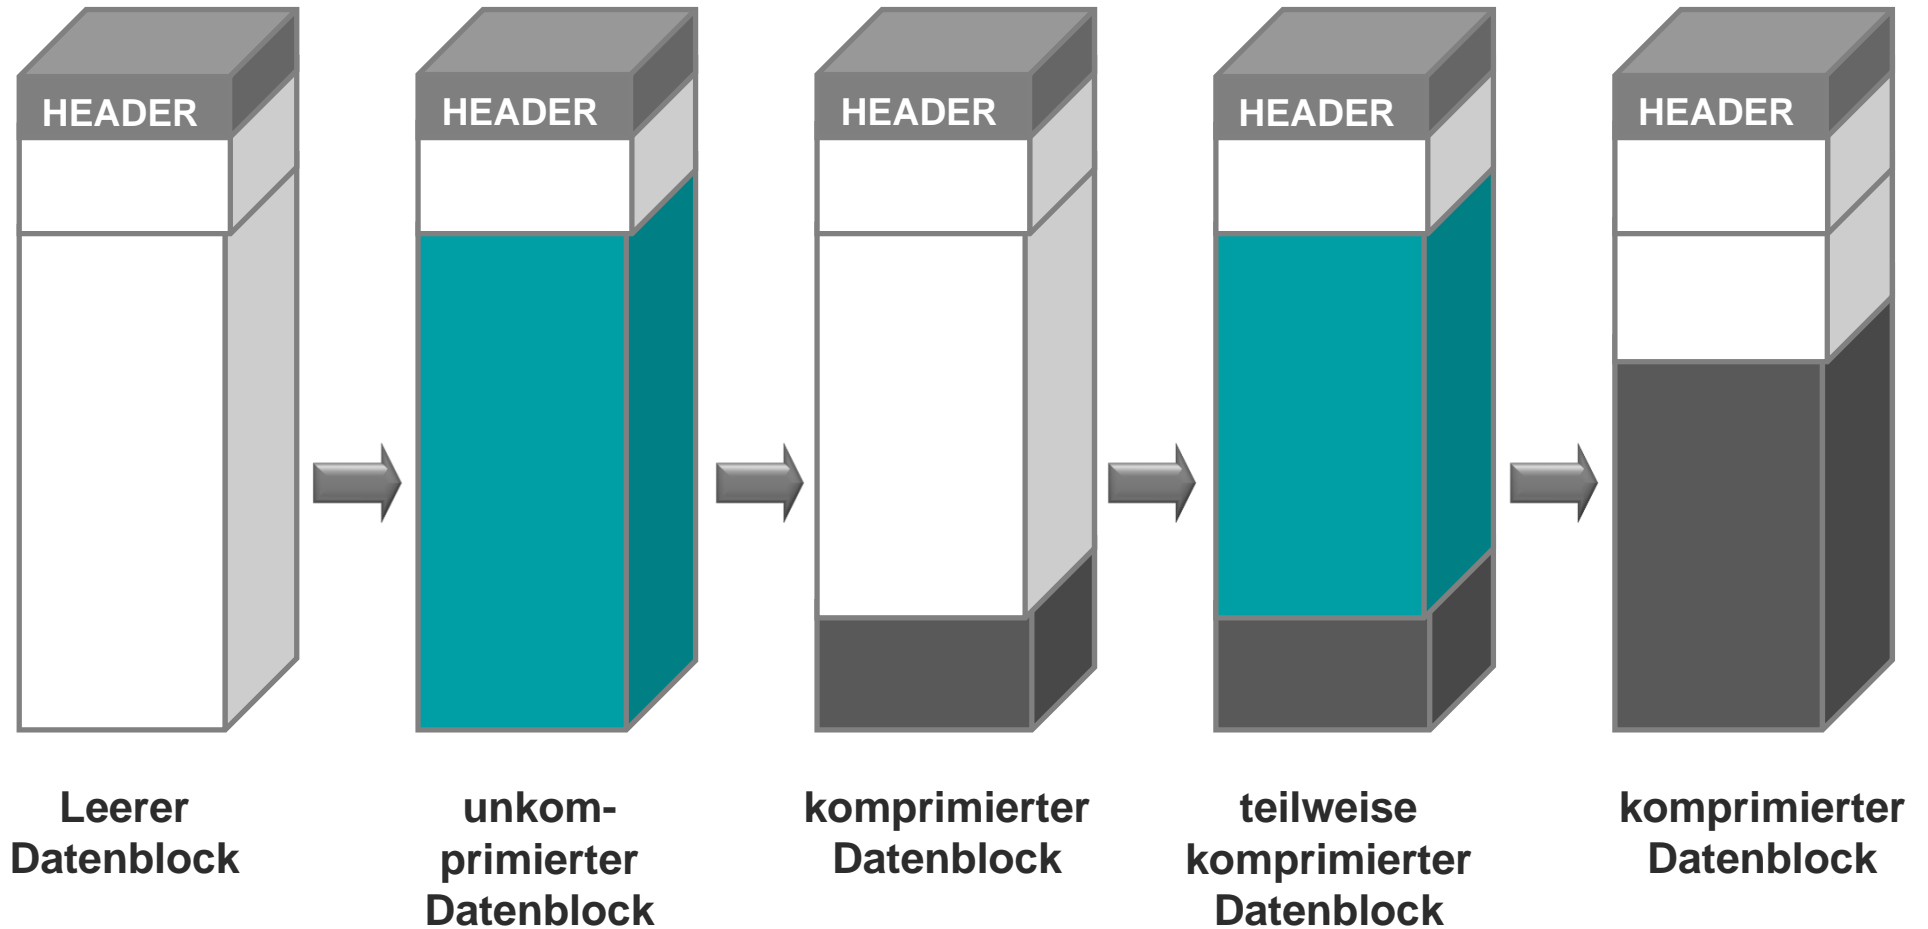 HEADER
HEADER
HEADER
HEADER
HEADER
Leerer
Datenblock
unkom-
primierter
Datenblock
komprimierter
Datenblock
teilweise
komprimierter
Datenblock
komprimierter
Datenblock